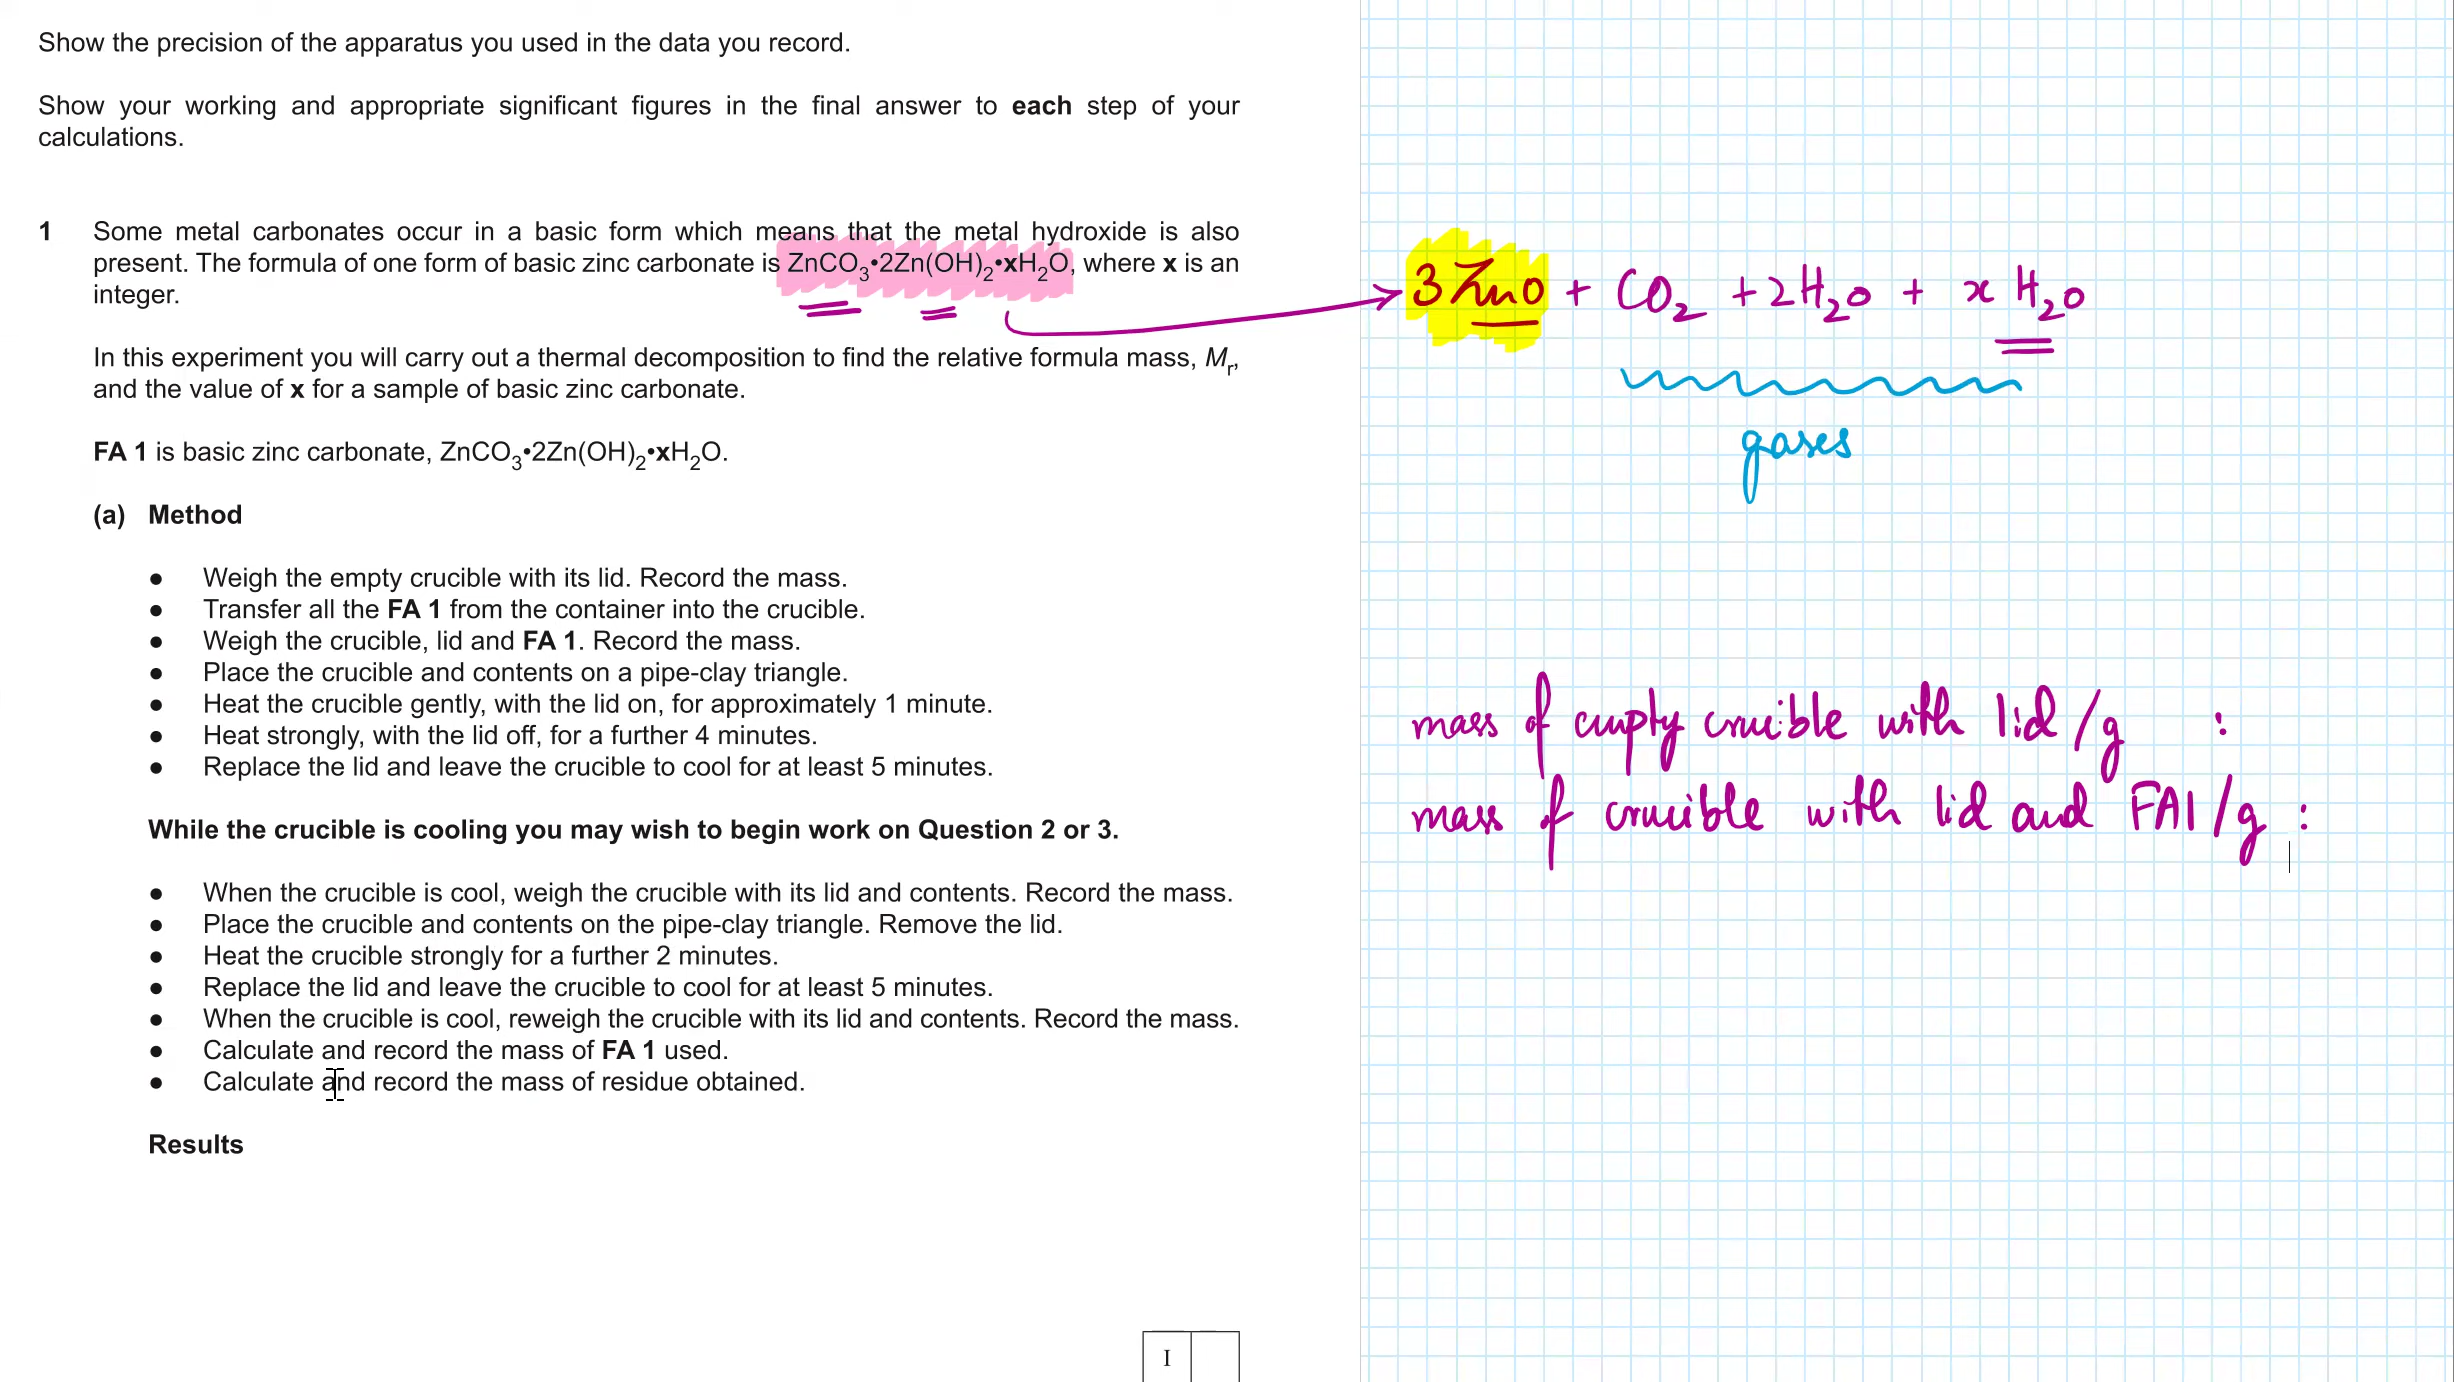 Show the precision of the apparatus you used in the data you record.
Show your working and appropriate significant figures in the final answer to each step of your
calculations.
1 Some metal carbonates occur in a basic form which means that the metal hydroxide is also
present. The formula of one form of basic zinc carbonate is ZnCO₃•2Zn(OH)₂•xH₂O, where x is an
integer.
3ZnO + CO₂ + 2H₂O + x H₂O
gases
In this experiment you will carry out a thermal decomposition to find the relative formula mass, Mᵣ,
and the value of x for a sample of basic zinc carbonate.
FA 1 is basic zinc carbonate, ZnCO₃•2Zn(OH)₂•xH₂O.
(a) Method
● Weigh the empty crucible with its lid. Record the mass.
● Transfer all the FA 1 from the container into the crucible.
● Weigh the crucible, lid and FA 1. Record the mass.
● Place the crucible and contents on a pipe-clay triangle.
● Heat the crucible gently, with the lid on, for approximately 1 minute.
● Heat strongly, with the lid off, for a further 4 minutes.
● Replace the lid and leave the crucible to cool for at least 5 minutes.
While the crucible is cooling you may wish to begin work on Question 2 or 3.
● When the crucible is cool, weigh the crucible with its lid and contents. Record the mass.
● Place the crucible and contents on the pipe-clay triangle. Remove the lid.
● Heat the crucible strongly for a further 2 minutes.
● Replace the lid and leave the crucible to cool for at least 5 minutes.
● When the crucible is cool, reweigh the crucible with its lid and contents. Record the mass.
● Calculate and record the mass of FA 1 used.
● Calculate and record the mass of residue obtained.
Results
I
mass of empty crucible with lid /g :
mass of crucible with lid and FA1 /g :